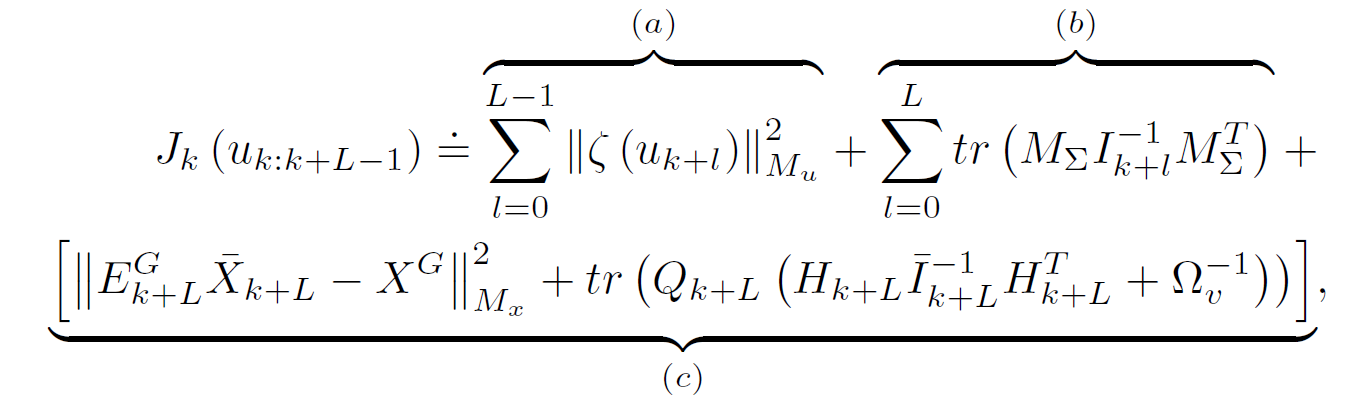 (a) (b)
J_k (u_{k:k+L−1}) ≐ \sum_{l=0}^{L−1} ‖ζ (u_{k+l})‖^2_{M_u} + \sum_{l=0}^{L} tr (M_Σ I^{−1}_{k+l} M^T_Σ) +
[‖E^G_{k+L} \bar{X}_{k+L} − X^G‖^2_{M_x} + tr (Q_{k+L} (H_{k+L} \bar{I}^{−1}_{k+L} H^T_{k+L} + Ω^{−1}_v))],
(c)